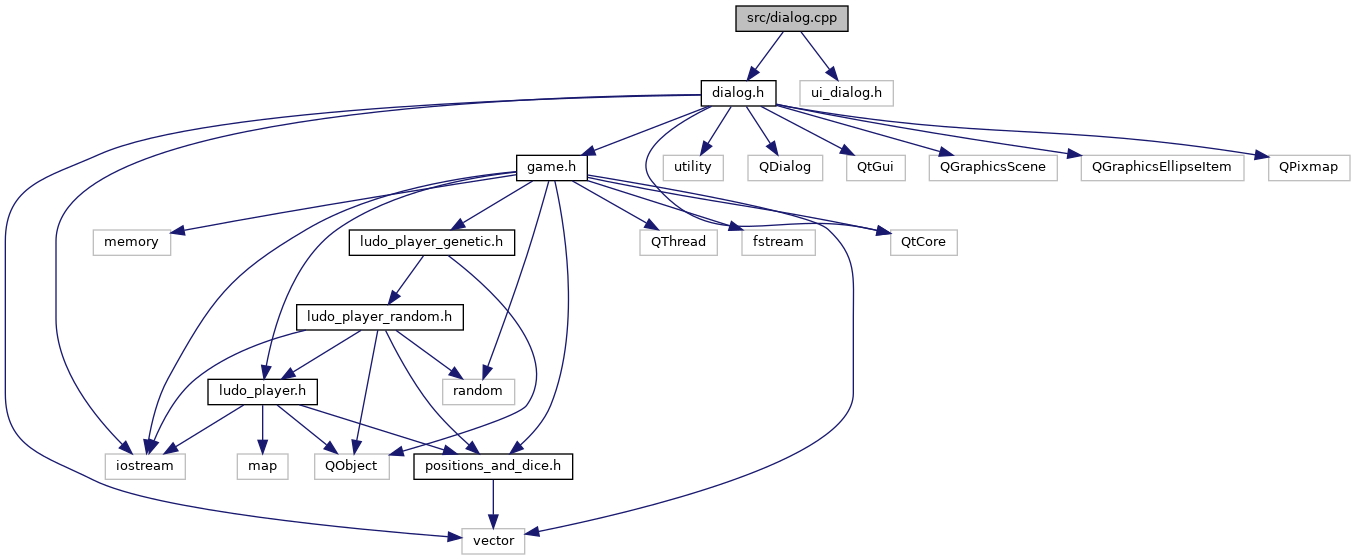 src/dialog.cpp
dialog.h
ui_dialog.h
game.h
utility
QDialog
QtGui
QGraphicsScene
QGraphicsEllipseItem
QPixmap
memory
ludo_player_genetic.h
QThread
fstream
QtCore
ludo_player_random.h
ludo_player.h
random
iostream
map
QObject
positions_and_dice.h
vector